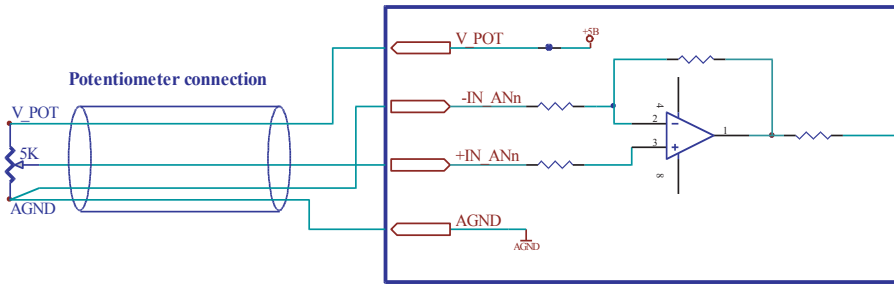 V_POT
+5B
Potentiometer connection
V_POT
-IN_ANn
4
2
1
5K
+IN_ANn
3
8
AGND
AGND
AGND